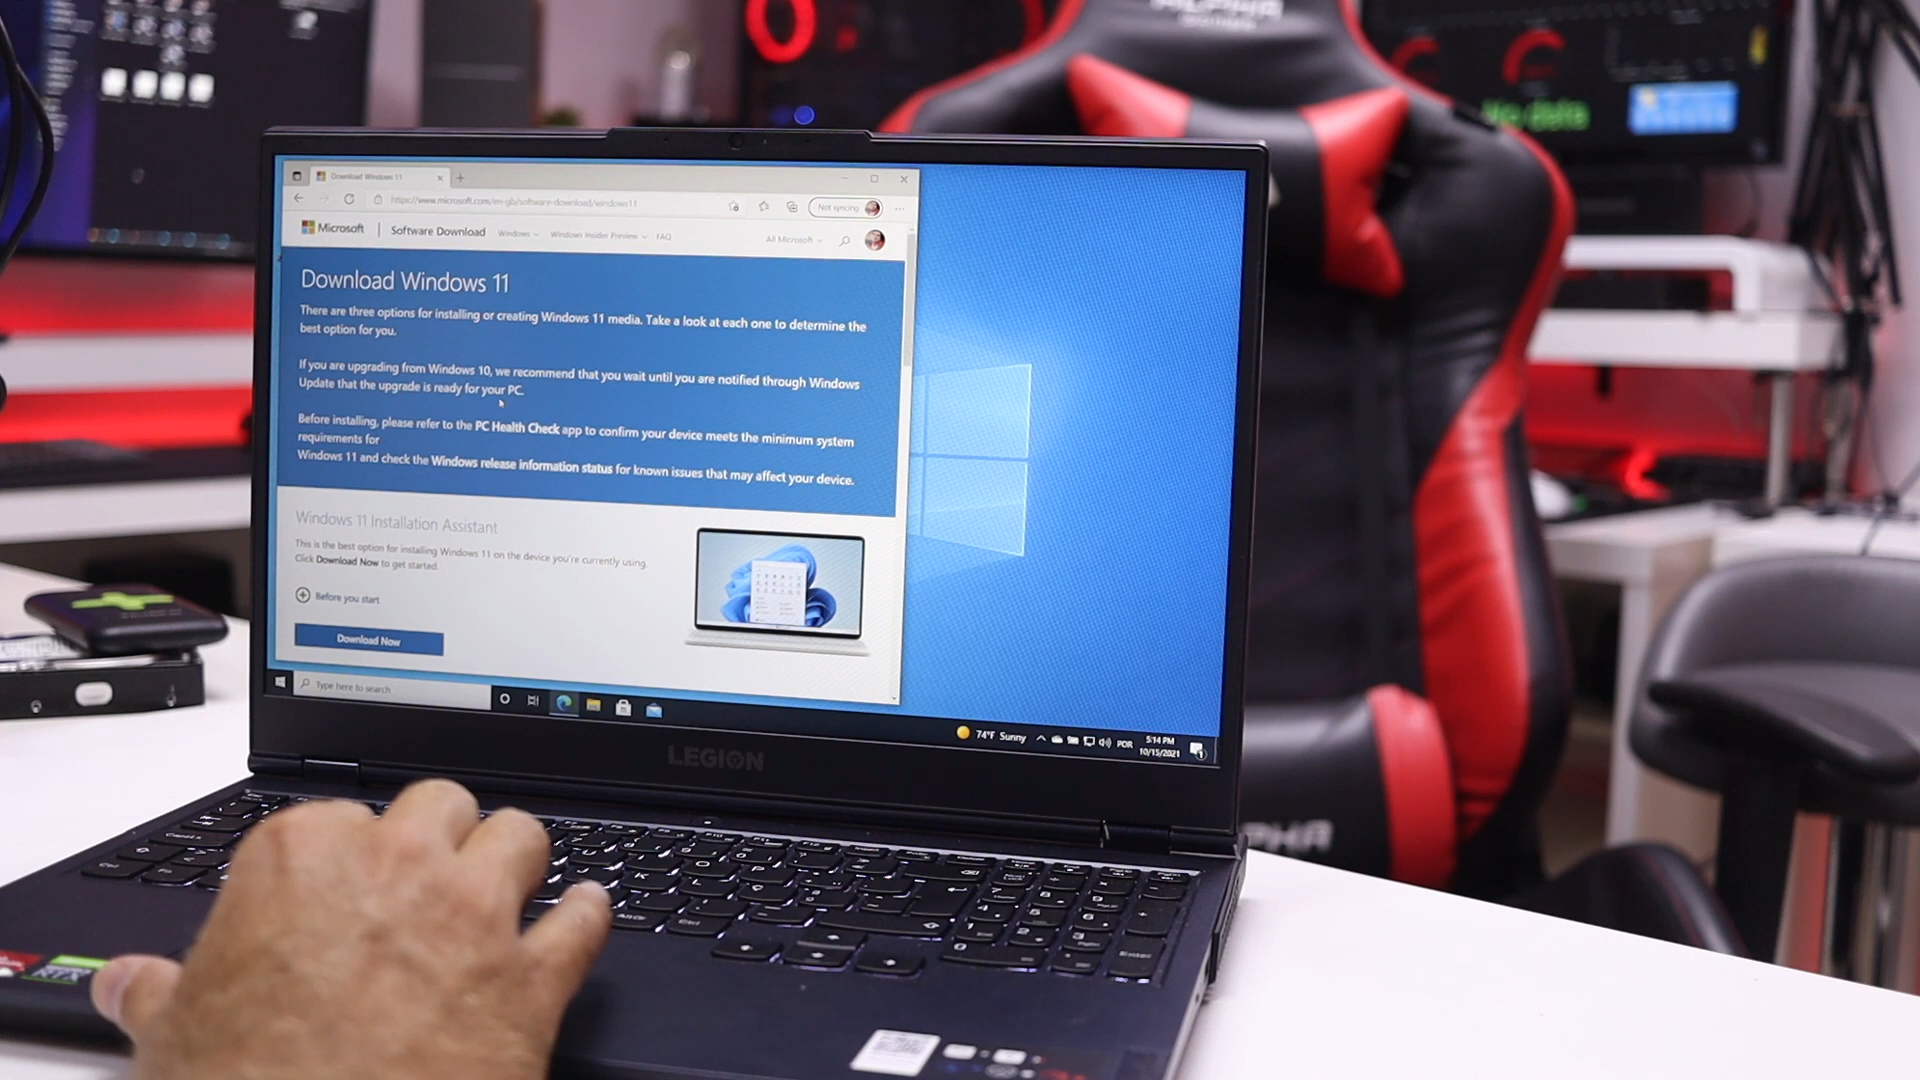 ALPHA
No data
Download Windows 11
https://www.microsoft.com/en-gb/software-download/windows11
Not syncing
Microsoft | Software Download Windows Windows Insider Preview FAQ All Microsoft
Download Windows 11
There are three options for installing or creating Windows 11 media. Take a look at each one to determine the
best option for you.
If you are upgrading from Windows 10, we recommend that you wait until you are notified through Windows
Update that the upgrade is ready for your PC.
Before installing, please refer to the PC Health Check app to confirm your device meets the minimum system
requirements for
Windows 11 and check the Windows release information status for known issues that may affect your device.
Windows 11 Installation Assistant
This is the best option for installing Windows 11 on the device you're currently using.
Click Download Now to get started.
Before you start
Download Now
Type here to search
74°F Sunny
POR
5:14 PM
10/15/2021
LEGION
PHA
RTX